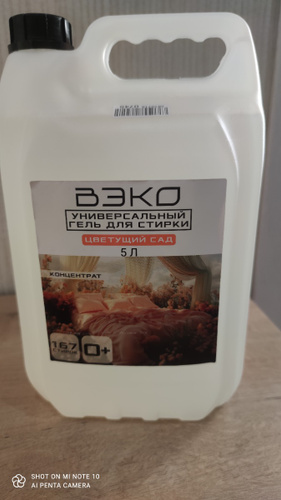 ВЭКО
УНИВЕРСАЛЬНЫЙ
ГЕЛЬ ДЛЯ СТИРКИ
ЦВЕТУЩИЙ САД
5 Л
КОНЦЕНТРАТ
167
0+
SHOT ON MI NOTE 10
AI PENTA CAMERA